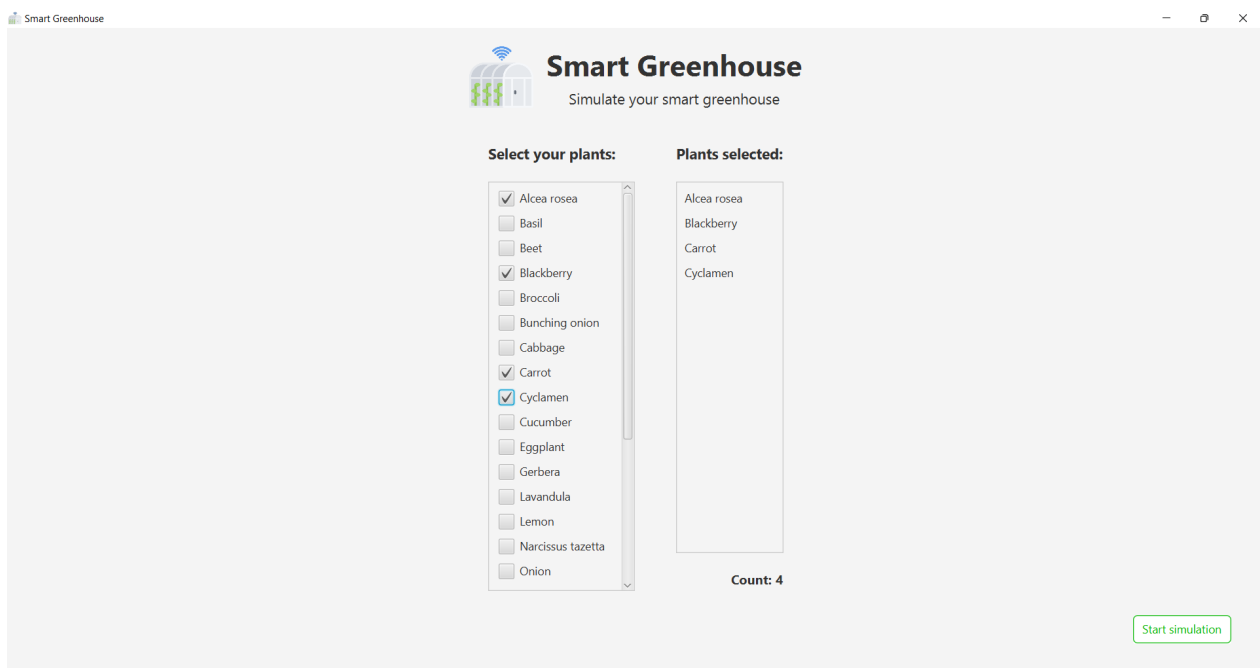 Smart Greenhouse
Smart Greenhouse
Simulate your smart greenhouse
Select your plants:
Alcea rosea
Basil
Beet
Blackberry
Broccoli
Bunching onion
Cabbage
Carrot
Cyclamen
Cucumber
Eggplant
Gerbera
Lavandula
Lemon
Narcissus tazetta
Onion
Plants selected:
Alcea rosea
Blackberry
Carrot
Cyclamen
Count: 4
Start simulation